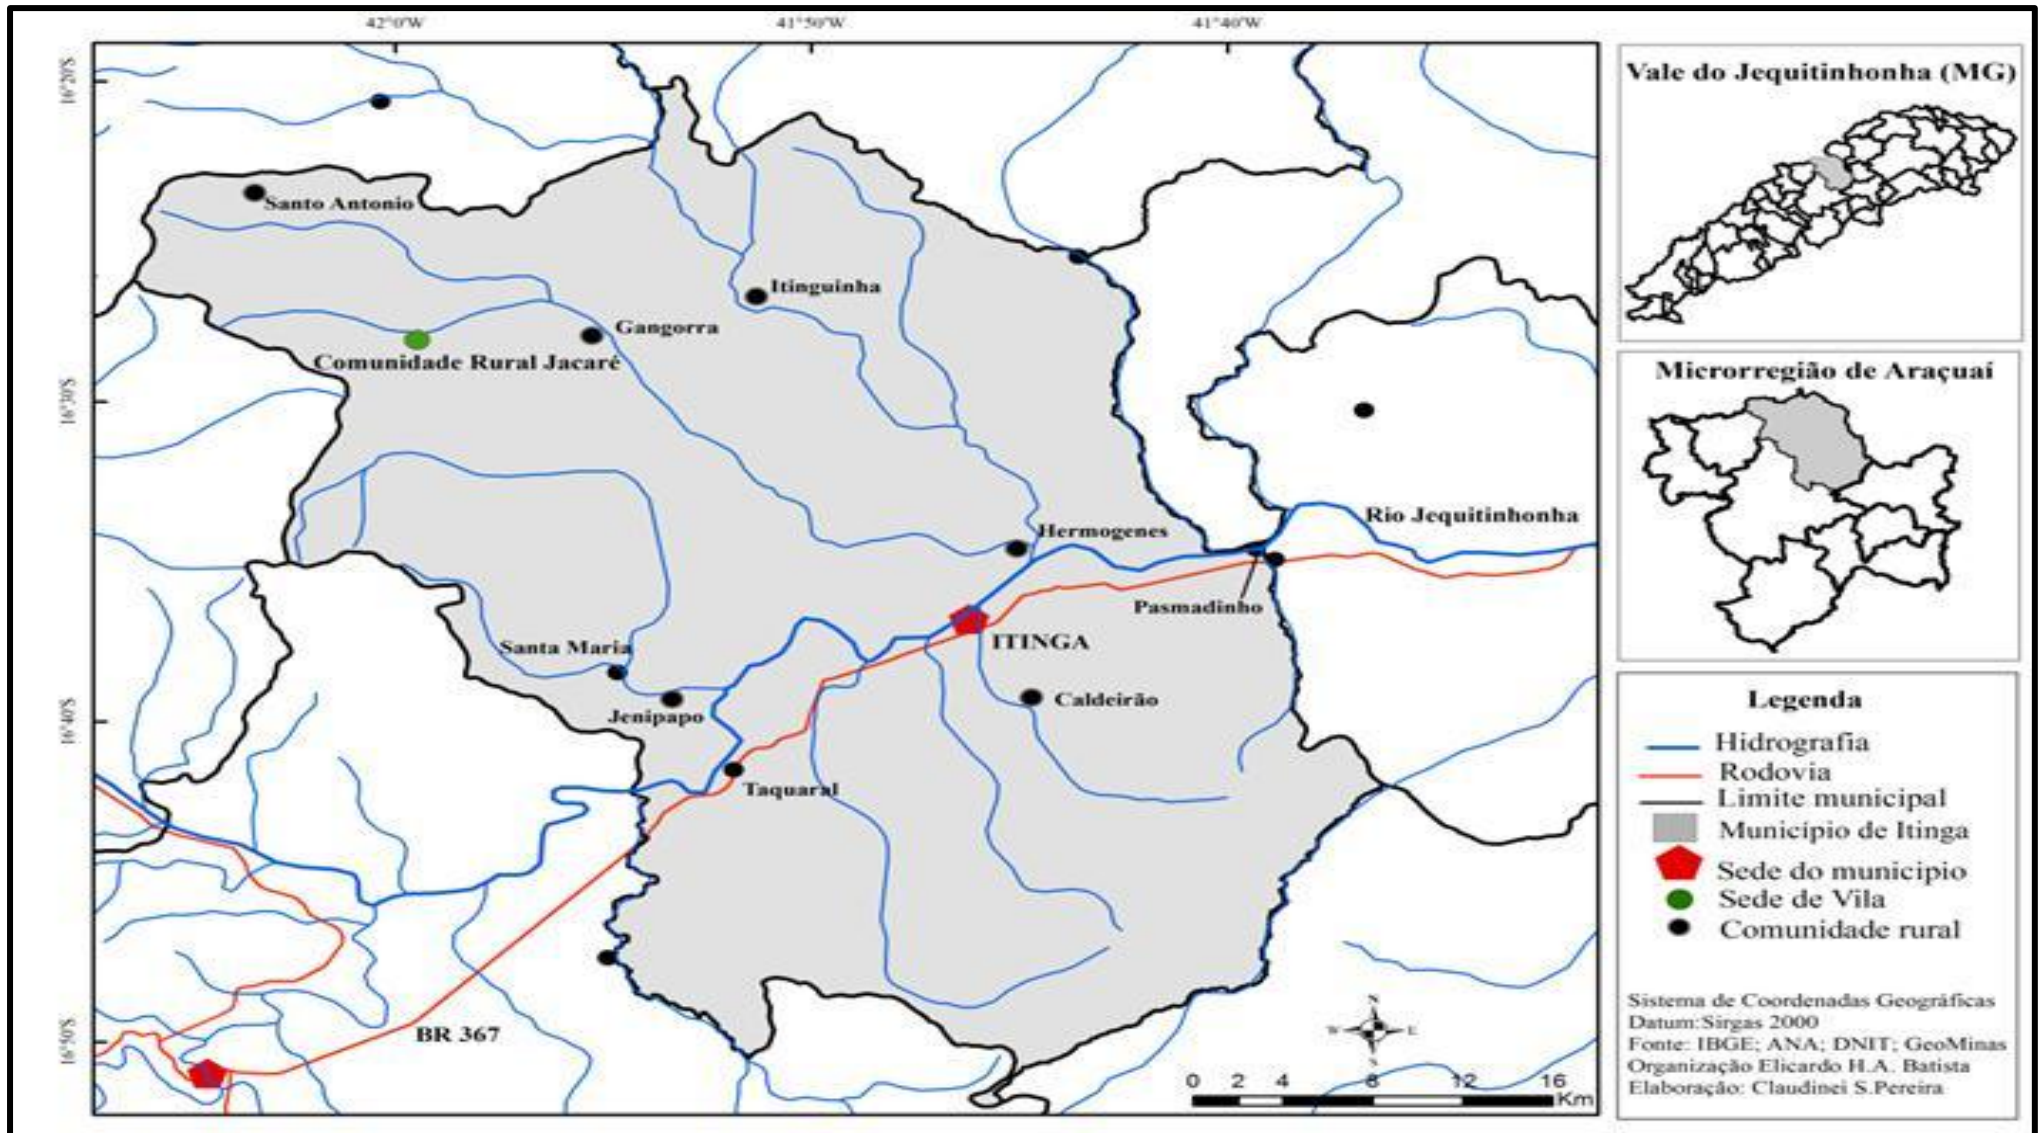 42°0'W
41°50'W
41°40'W
16°20'S
16°30'S
16°40'S
16°50'S
Santo Antonio
Itinguinha
Gangorra
Comunidade Rural Jacaré
Rio Jequitinhonha
Hermogenes
Pasmadinho
ITINGA
Santa Maria
Caldeirão
Jenipapo
Taquaral
BR 367
N
W E
S
0 2 4 8 12 16
Km
Vale do Jequitinhonha (MG)
Microrregião de Araçuaí
Legenda
Hidrografia
Rodovia
Limite municipal
Município de Itinga
Sede do municipio
Sede de Vila
Comunidade rural
Sistema de Coordenadas Geográficas
Datum:Sirgas 2000
Fonte: IBGE; ANA; DNIT; GeoMinas
Organização Elicardo H.A. Batista
Elaboração: Claudinei S.Pereira